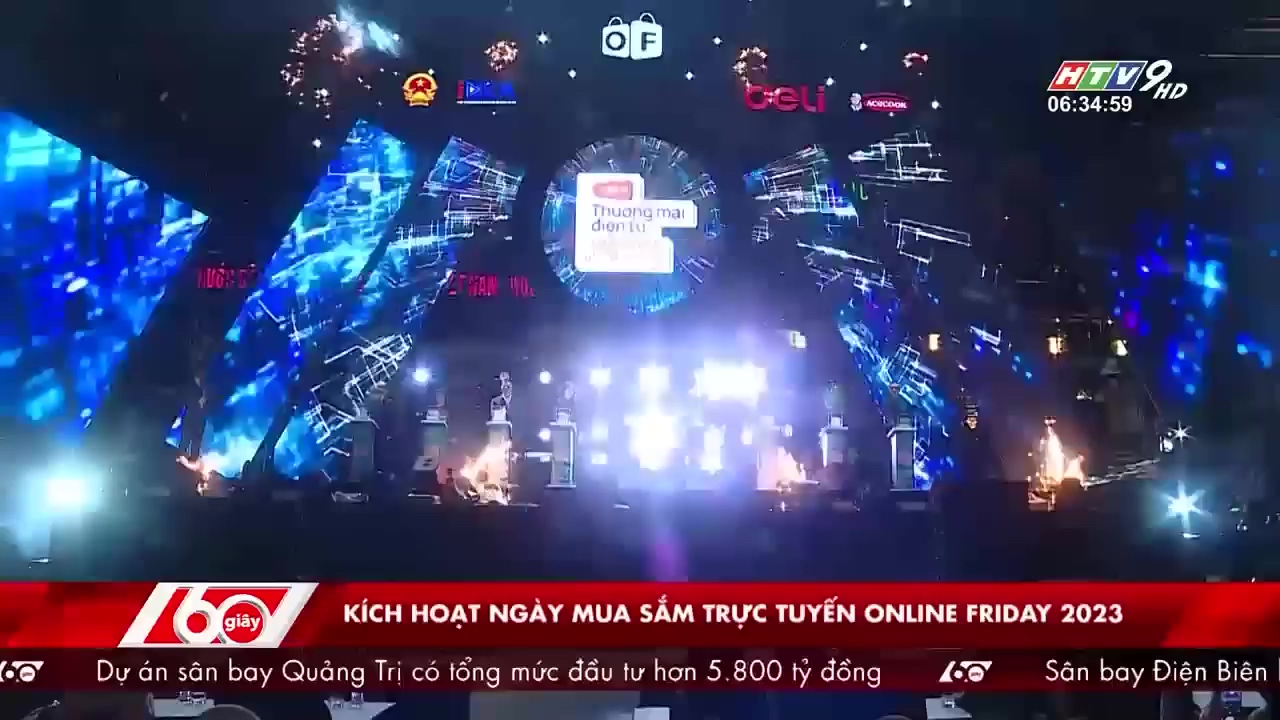 OF
HTV9 HD
06:34:59
deli
ACECOOK
Thương mại
điện tử
60 giây
KÍCH HOẠT NGÀY MUA SẮM TRỰC TUYẾN ONLINE FRIDAY 2023
Dự án sân bay Quảng Trị có tổng mức đầu tư hơn 5.800 tỷ đồng
Sân bay Điện Biên